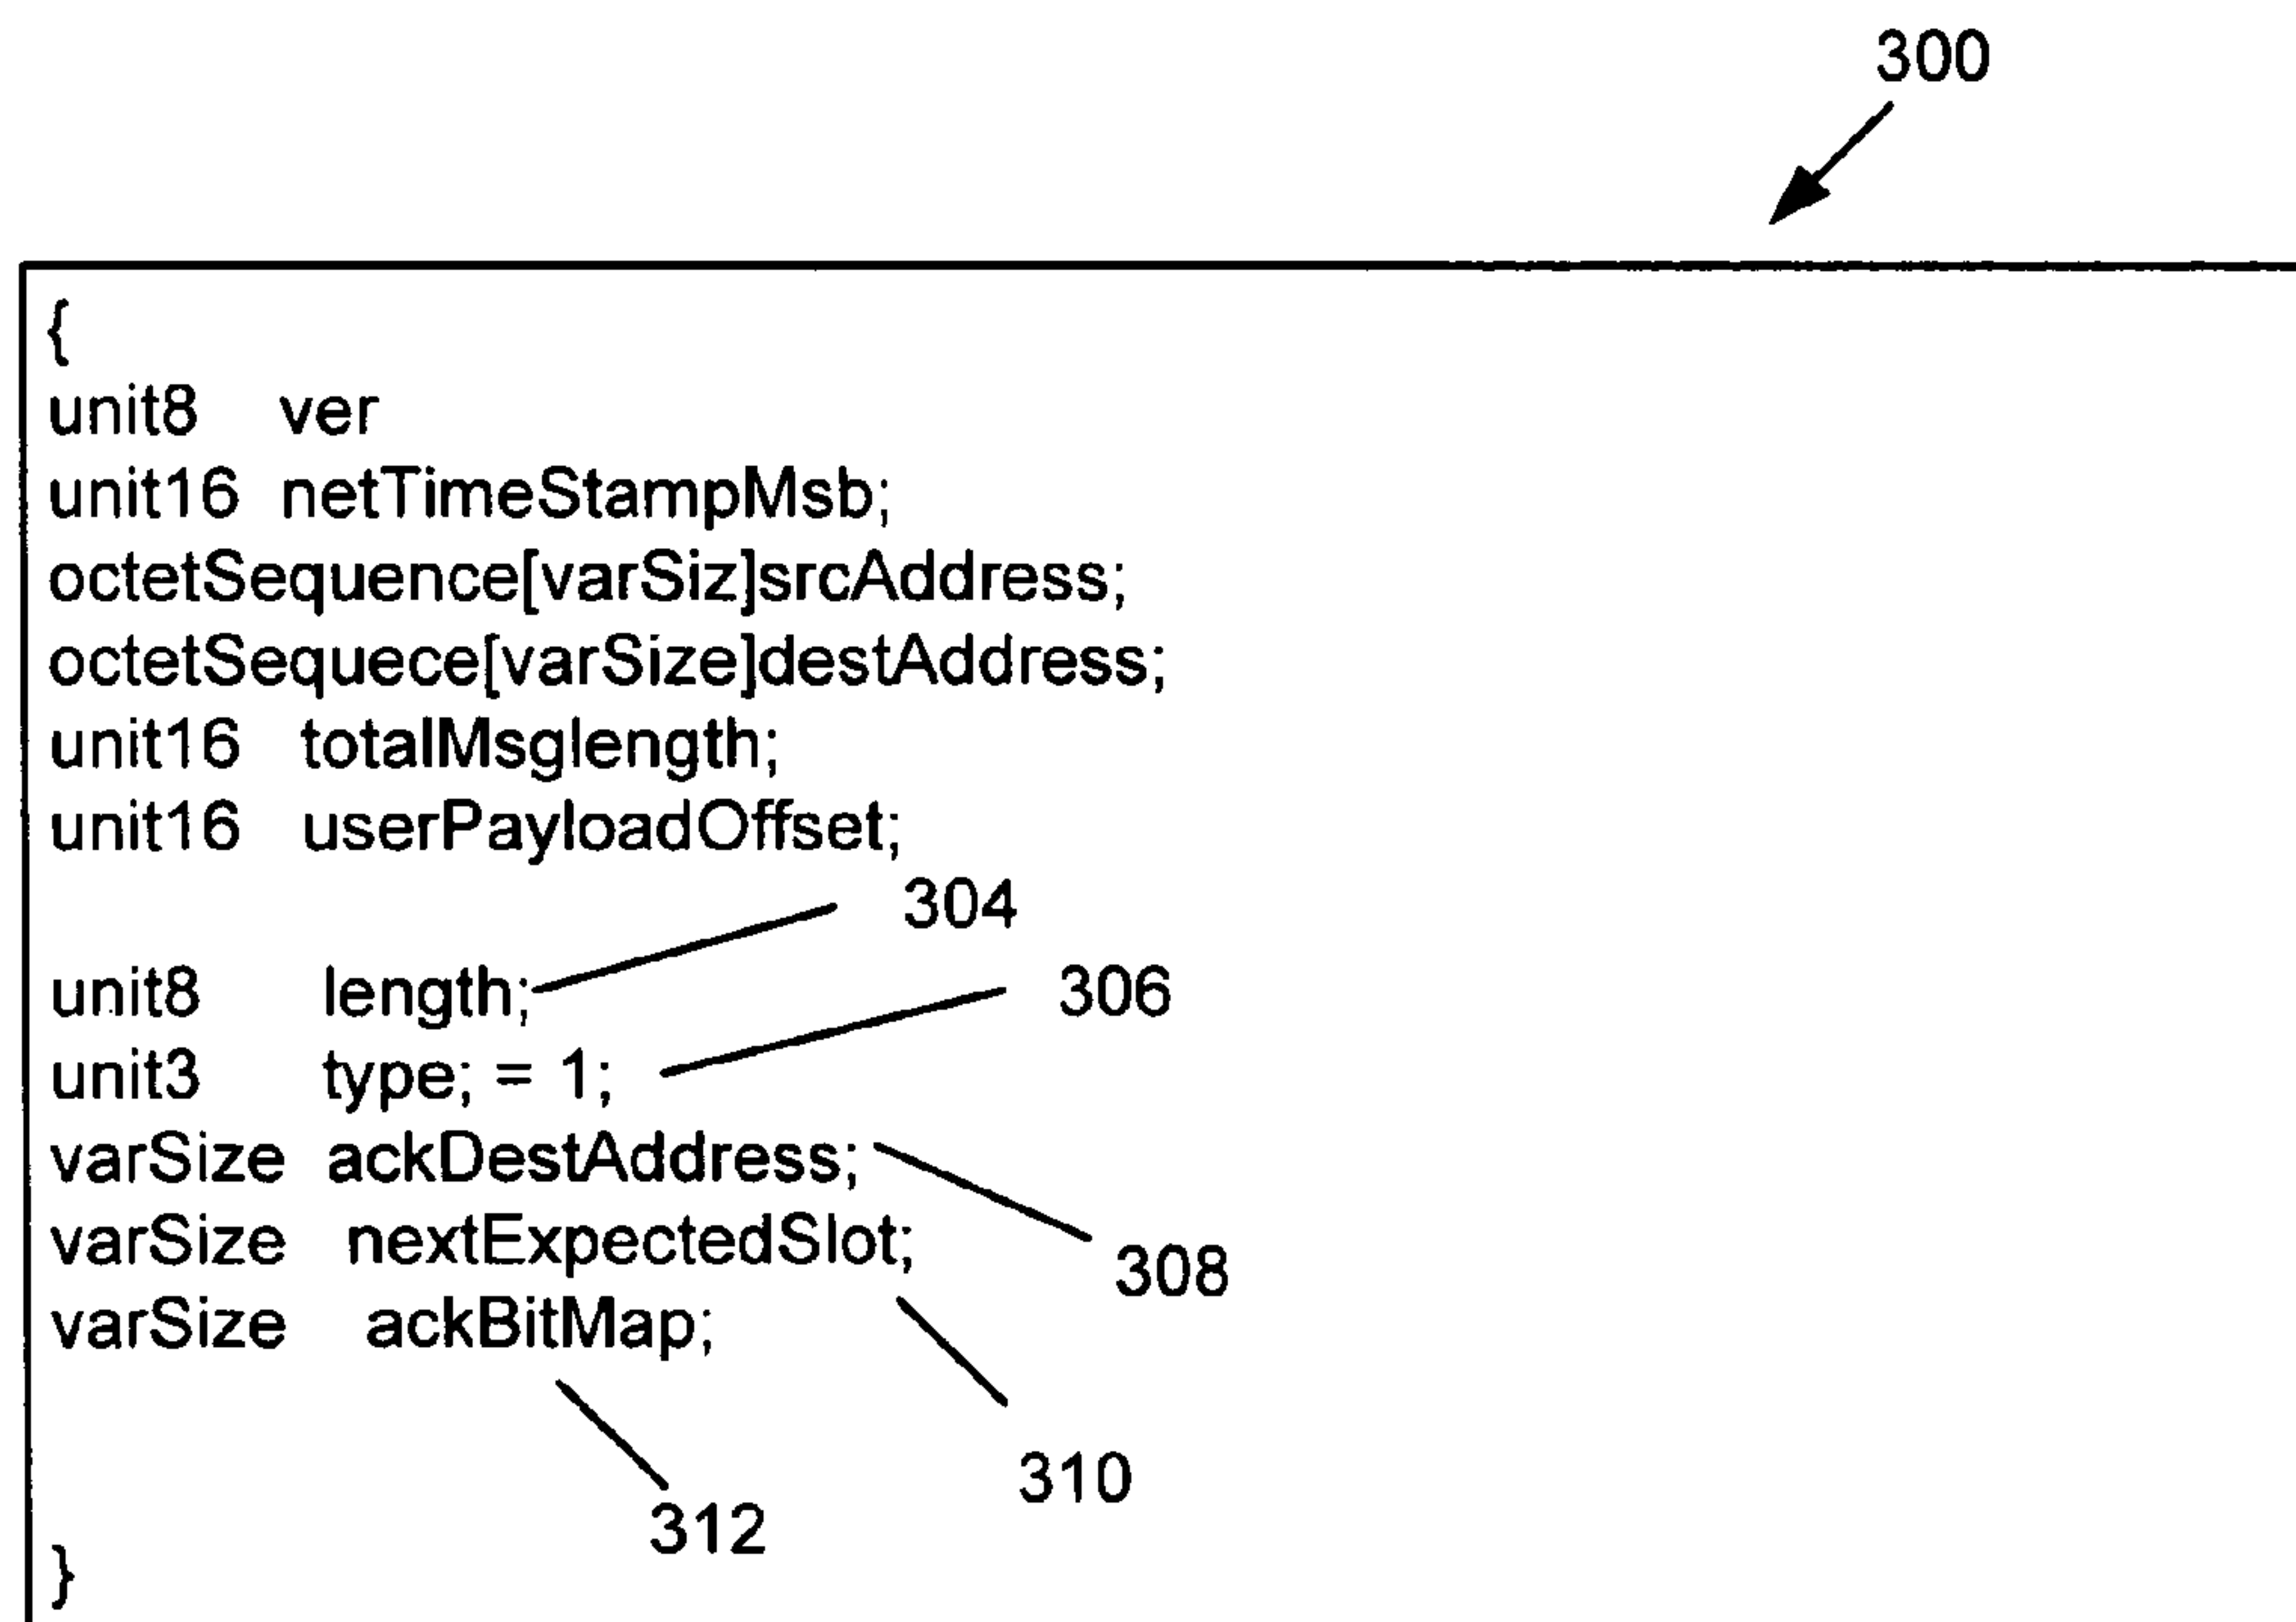 300
{
unit8 ver
unit16 netTimeStampMsb;
octetSequence[varSiz]srcAddress;
octetSequece[varSize]destAddress;
unit16 totalMsglength;
unit16 userPayloadOffset;
304
unit8 length;
306
unit3 type; = 1;
varSize ackDestAddress;
varSize nextExpectedSlot;
308
varSize ackBitMap;
310
312
}